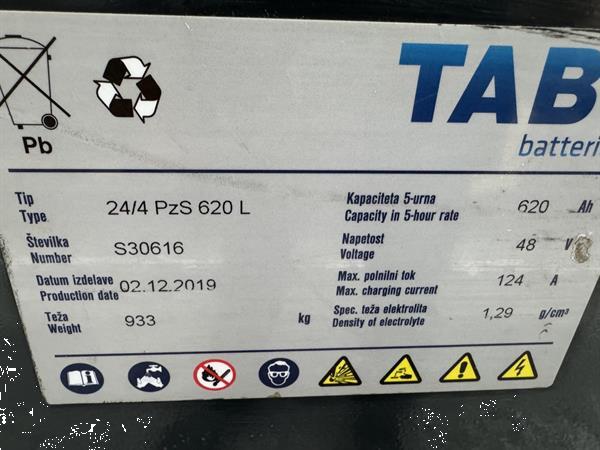 TAB
batteri
Pb
Tip 24/4 PzS 620 L Kapaciteta 5-urna 620 Ah
Type Capacity in 5-hour rate
Številka S30616 Napetost 48 V
Number Voltage
Datum izdelave 02.12.2019 Max. polnilni tok 124 A
Production date Max. charging current
Teža 933 kg Spec. teža elektrolita 1,29 g/cm³
Weight Density of electrolyte